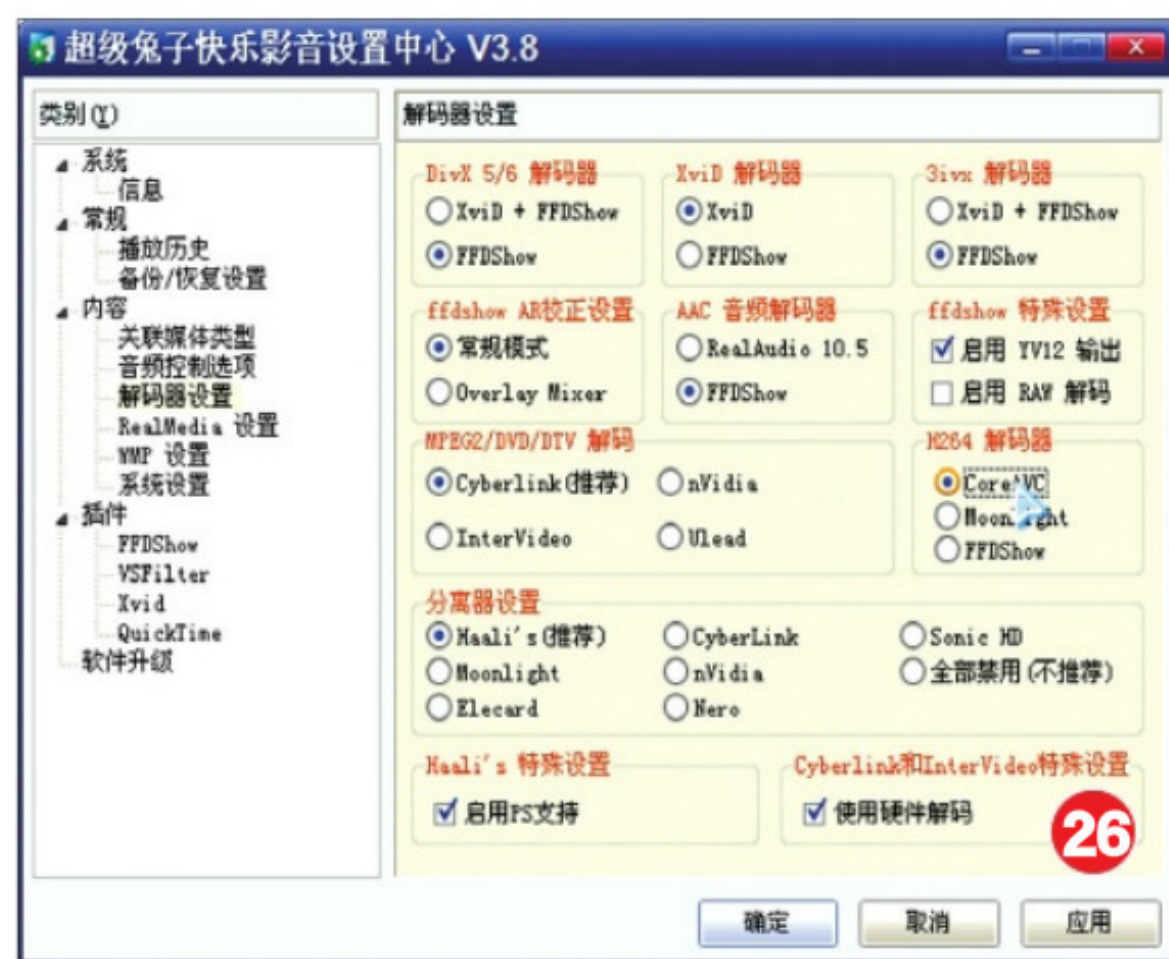 超级兔子快乐影音设置中心 V3.8
类别(Y)
系统
信息
常规
播放历史
备份/恢复设置
内容
关联媒体类型
音频控制选项
解码器设置
RealMedia 设置
WMP 设置
系统设置
插件
FFDShow
VSFilter
Xvid
QuickTime
软件升级
解码器设置
DivX 5/6 解码器
XviD + FFDShow
FFDShow
XviD 解码器
XviD
FFDShow
3ivx 解码器
XviD + FFDShow
FFDShow
ffdshow AR校正设置
常规模式
Overlay Mixer
AAC 音频解码器
RealAudio 10.5
FFDShow
ffdshow 特殊设置
启用 YV12 输出
启用 RAW 解码
MPEG2/DVD/DTV 解码
Cyberlink(推荐)
nVidia
InterVideo
Ulead
H264 解码器
CoreAVC
Moonlight
FFDShow
分离器设置
Haali's(推荐)
CyberLink
Sonic HD
Moonlight
nVidia
全部禁用(不推荐)
Elecard
Nero
Haali's 特殊设置
启用PS支持
Cyberlink和InterVideo特殊设置
使用硬件解码
26
确定
取消
应用